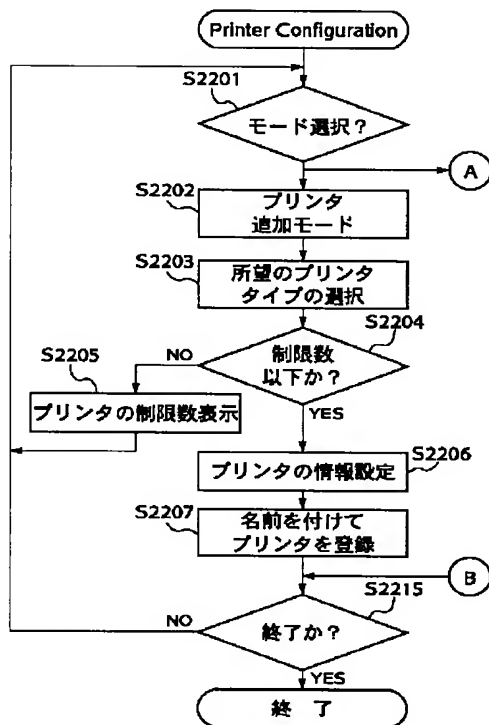 Printer Configuration
S2201
モード選択?
A
S2202
プリンタ
追加モード
S2203
所望のプリンタ
タイプの選択
S2204
制限数
以下か?
NO
S2205
プリンタの制限数表示
YES
S2206
プリンタの情報設定
S2207
名前を付けて
プリンタを登録
B
S2215
終了か?
NO
YES
終 了